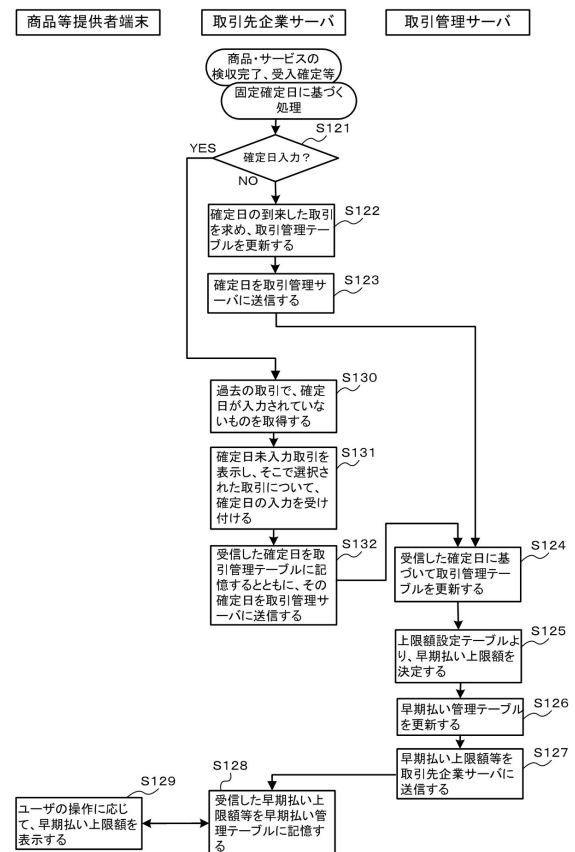 商品等提供者端末
取引先企業サーバ
取引管理サーバ
商品・サービスの
検収完了、受入確定等
固定確定日に基づく
処理
S121
YES
確定日入力？
NO
S122
確定日の到来した取引
を求め、取引管理テー
ブルを更新する
S123
確定日を取引管理サ
ーバに送信する
S130
過去の取引で、確定
日が入力されていな
いものを取得する
S131
確定日未入力取引を
表示し、そこで選択さ
れた取引について、
確定日の入力を受け
付ける
S132
受信した確定日を取
引管理テーブルに記
憶するとともに、その
確定日を取引管理サ
ーバに送信する
S124
受信した確定日に基
づいて取引管理テー
ブルを更新する
S125
上限額設定テーブルよ
り、早期払い上限額を
決定する
S126
早期払い管理テーブル
を更新する
S127
早期払い上限額等を
取引先企業サーバに
送信する
S128
受信した早期払い上
限額等を早期払い管
理テーブルに記憶す
る
S129
ユーザの操作に応じ
て、早期払い上限額を
表示する